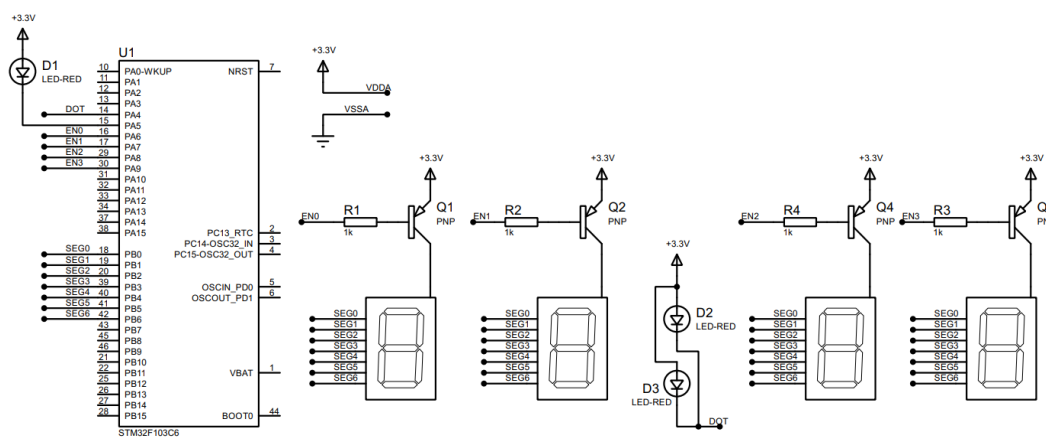 +3.3V
D1
LED-RED
U1
10 PA0-WKUP NRST 7
11 PA1
12 PA2
13 PA3
DOT 14 PA4
15 PA5
EN0 16 PA6
EN1 17 PA7
EN2 29 PA8
EN3 30 PA9
31 PA10
32 PA11
33 PA12
34 PA13
37 PA14
38 PA15
PC13_RTC 2
PC14-OSC32_IN 3
SEG0 18 PB0 PC15-OSC32_OUT 4
SEG1 19 PB1
SEG2 20 PB2
SEG3 39 PB3 OSCIN_PD0 5
SEG4 40 PB4 OSCOUT_PD1 6
SEG5 41 PB5
SEG6 42 PB6
43 PB7
45 PB8
46 PB9
21 PB10
22 PB11 VBAT 1
25 PB12
26 PB13
27 PB14
28 PB15 BOOT0 44
STM32F103C6
+3.3V
VDDA
VSSA
+3.3V
EN0
R1
1k
Q1
PNP
SEG0
SEG1
SEG2
SEG3
SEG4
SEG5
SEG6
+3.3V
EN1
R2
1k
Q2
PNP
SEG0
SEG1
SEG2
SEG3
SEG4
SEG5
SEG6
+3.3V
D2
LED-RED
D3
LED-RED
DOT
+3.3V
EN2
R4
1k
Q4
PNP
SEG0
SEG1
SEG2
SEG3
SEG4
SEG5
SEG6
+3.3V
EN3
R3
1k
SEG0
SEG1
SEG2
SEG3
SEG4
SEG5
SEG6